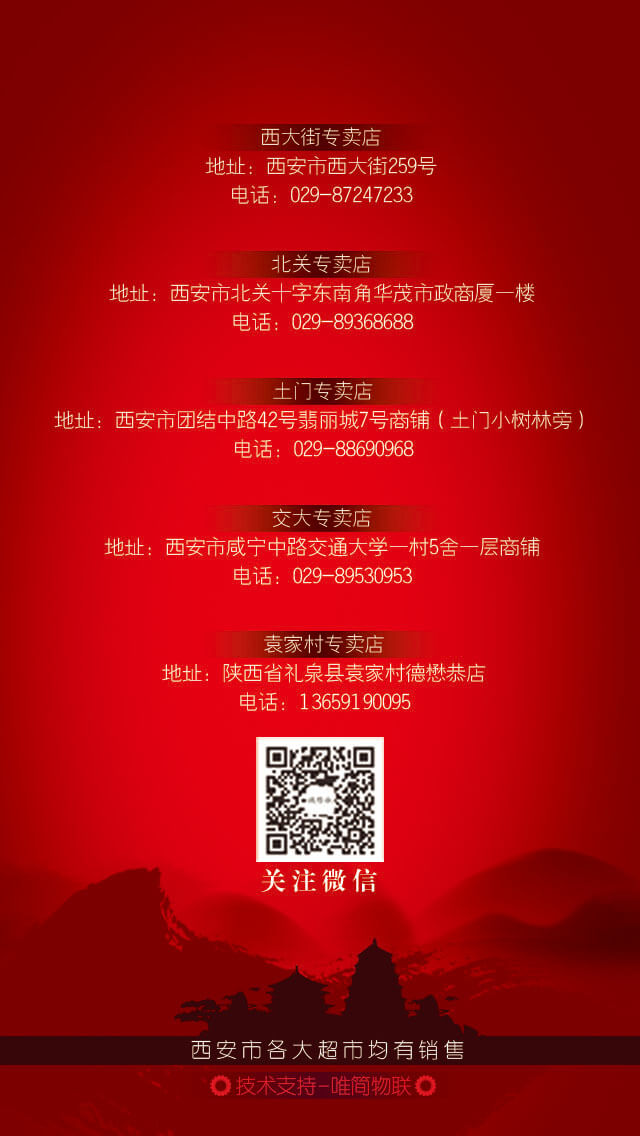 西大街专卖店
地址：西安市西大街259号
电话：029-87247233
北关专卖店
地址：西安市北关十字东南角华茂市政商厦一楼
电话：029-89368688
土门专卖店
地址：西安市团结中路42号翡丽城7号商铺（土门小树林旁）
电话：029-88690968
交大专卖店
地址：西安市咸宁中路交通大学一村5舍一层商铺
电话：029-89530953
袁家村专卖店
地址：陕西省礼泉县袁家村德懋恭店
电话：13659190095
关注微信
西安市各大超市均有销售
技术支持-唯简物联